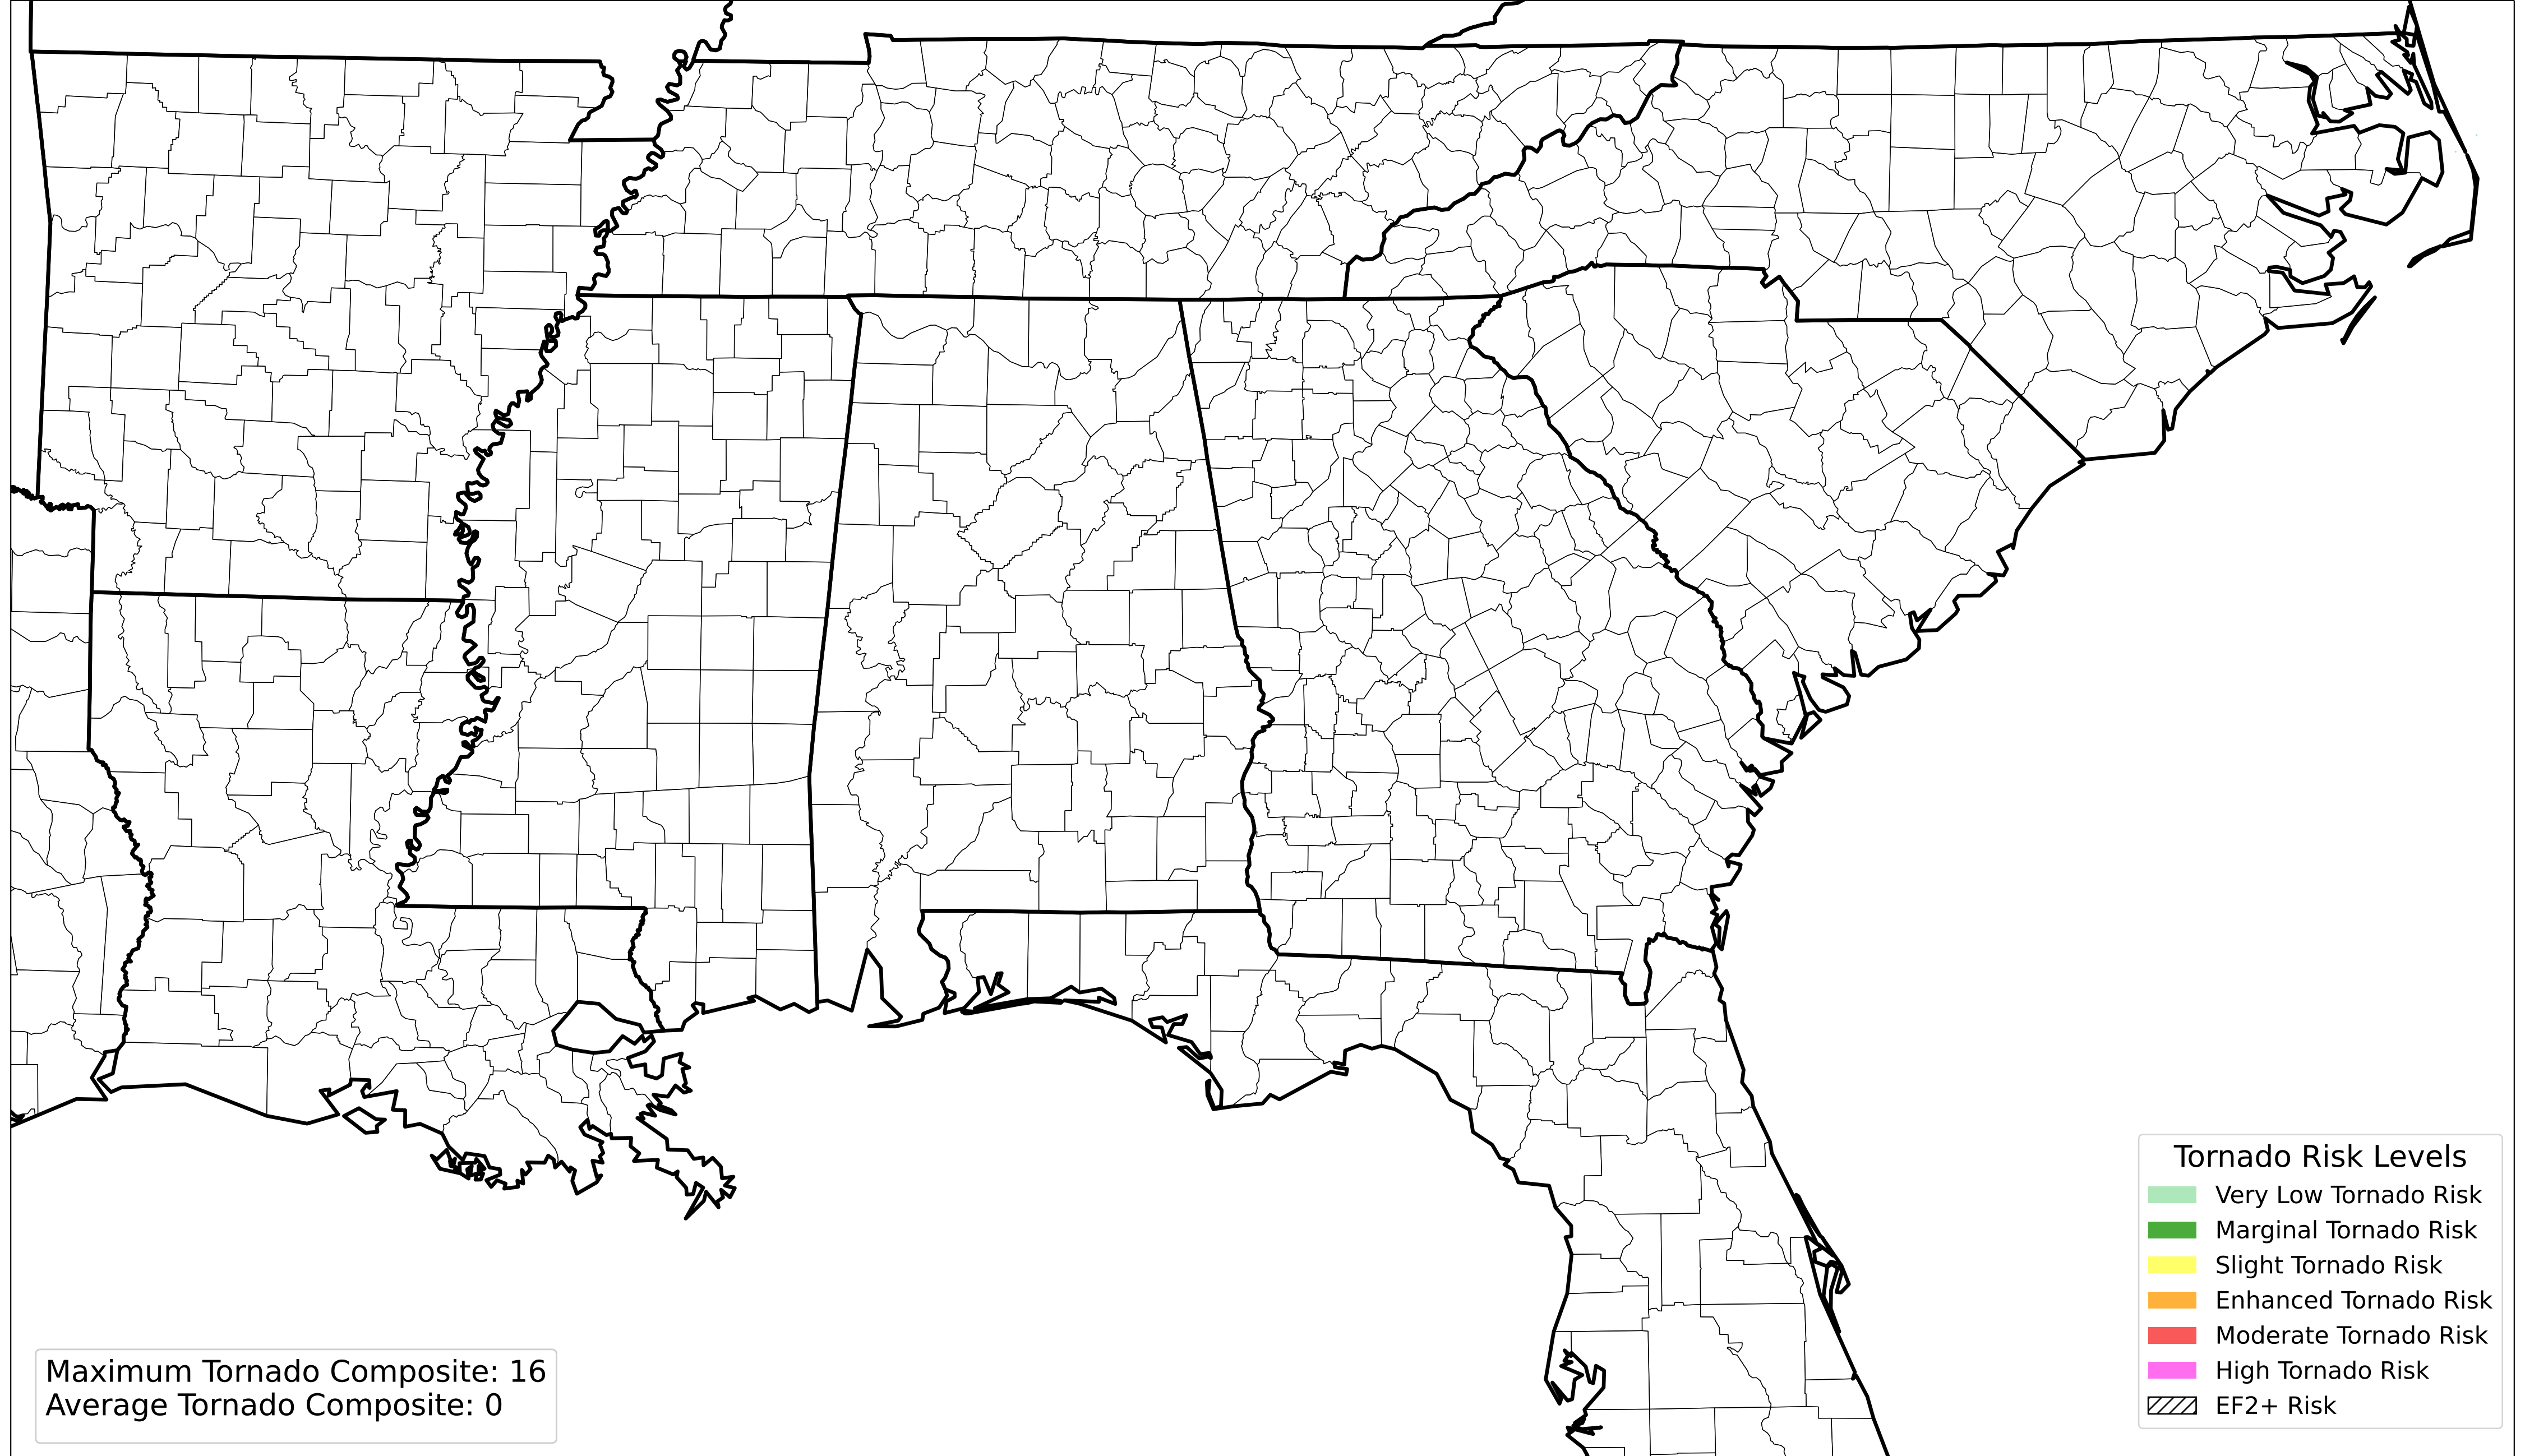 Tornado Risk Levels
Very Low Tornado Risk
Marginal Tornado Risk
Slight Tornado Risk
Enhanced Tornado Risk
Moderate Tornado Risk
High Tornado Risk
EF2+ Risk
Maximum Tornado Composite: 16
Average Tornado Composite: 0